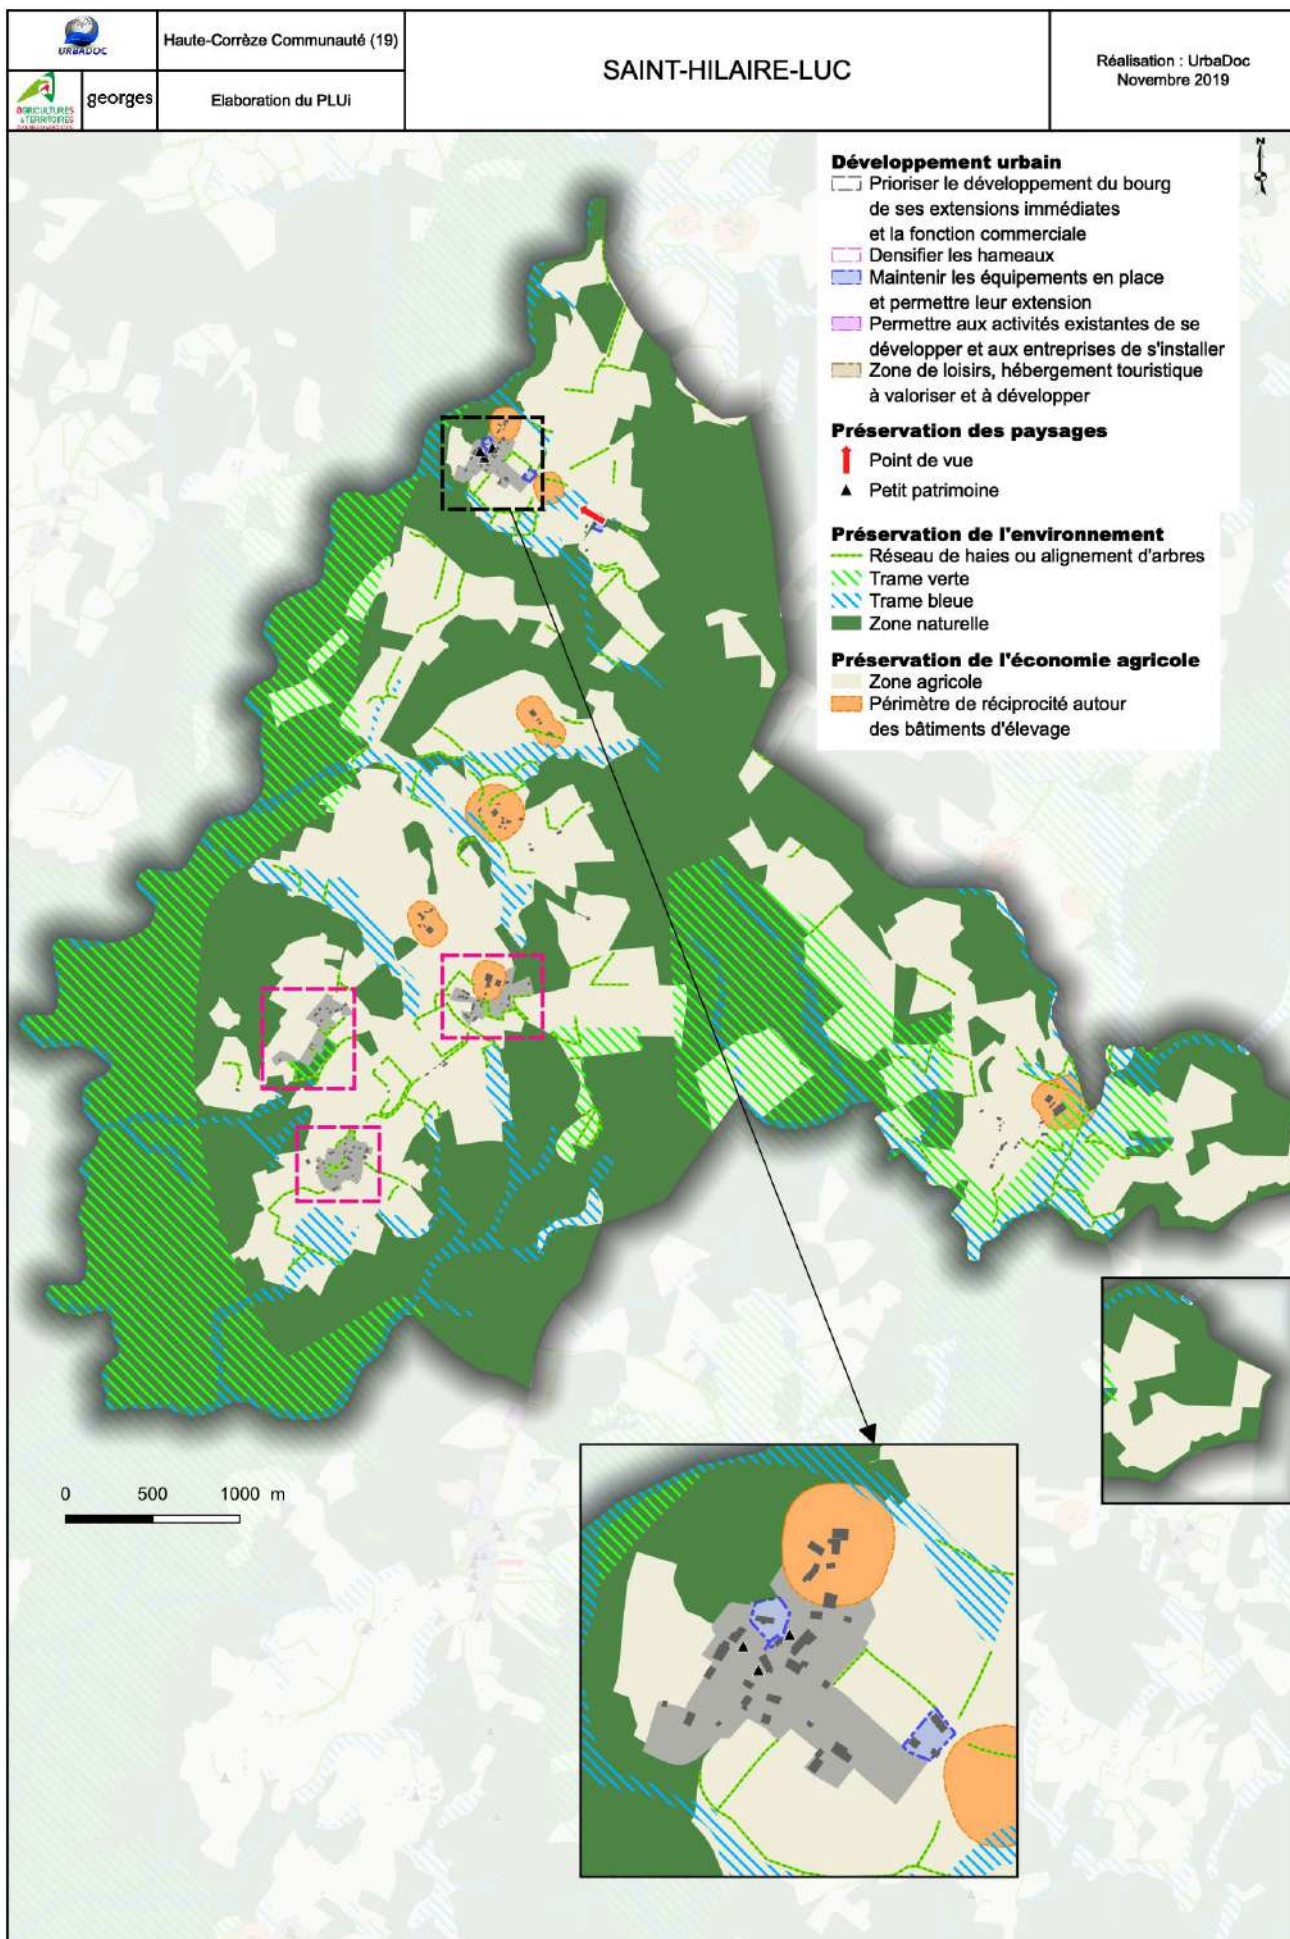 URBADOC
Haute-Corrèze Communauté (19)
SAINT-HILAIRE-LUC
Réalisation : UrbaDoc
Novembre 2019
AGRICULTURES
& TERRITOIRES
georges
Elaboration du PLUi
N
Développement urbain
Prioriser le développement du bourg
de ses extensions immédiates
et la fonction commerciale
Densifier les hameaux
Maintenir les équipements en place
et permettre leur extension
Permettre aux activités existantes de se
développer et aux entreprises de s'installer
Zone de loisirs, hébergement touristique
à valoriser et à développer
Préservation des paysages
Point de vue
Petit patrimoine
Préservation de l'environnement
Réseau de haies ou alignement d'arbres
Trame verte
Trame bleue
Zone naturelle
Préservation de l'économie agricole
Zone agricole
Périmètre de réciprocité autour
des bâtiments d'élevage
0 500 1000 m